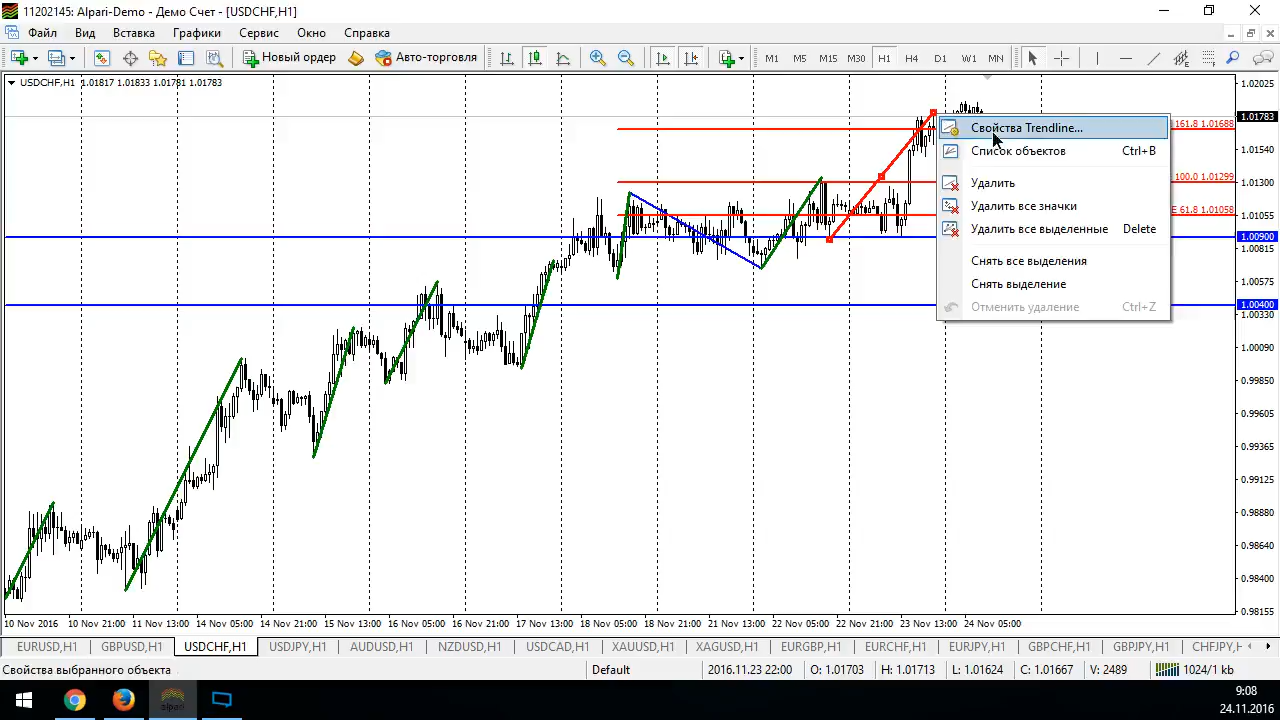 11202145: Alpari-Demo - Демо Счет - [USDCHF,H1]
Файл Вид Вставка Графики Сервис Окно Справка
Новый ордер Авто-торговля M1 M5 M15 M30 H1 H4 D1 W1 MN
USDCHF,H1 1.01817 1.01833 1.01781 1.01783
1.02025
1.01783
161.8 1.01688
1.01540
100.0 1.01299
1.01300
E 61.8 1.01058
1.01055
1.00900
1.00815
1.00575
1.00400
1.00330
1.00090
0.99850
0.99605
0.99365
0.99125
0.98880
0.98640
0.98400
0.98155
Свойства Trendline...
Список объектов Ctrl+B
Удалить
Удалить все значки
Удалить все выделенные Delete
Снять все выделения
Снять выделение
Отменить удаление Ctrl+Z
10 Nov 2016 10 Nov 21:00 11 Nov 13:00 14 Nov 05:00 14 Nov 21:00 15 Nov 13:00 16 Nov 05:00 16 Nov 21:00 17 Nov 13:00 18 Nov 05:00 18 Nov 21:00 21 Nov 13:00 22 Nov 05:00 22 Nov 21:00 23 Nov 13:00 24 Nov 05:00
EURUSD,H1 GBPUSD,H1 USDCHF,H1 USDJPY,H1 AUDUSD,H1 NZDUSD,H1 USDCAD,H1 XAUUSD,H1 XAGUSD,H1 EURGBP,H1 EURCHF,H1 EURJPY,H1 GBPCHF,H1 GBPJPY,H1 CHFJPY,H
Свойства выбранного объекта Default 2016.11.23 22:00 O: 1.01703 H: 1.01713 L: 1.01624 C: 1.01667 V: 2489 1024/1 kb
alpari
9:08
24.11.2016